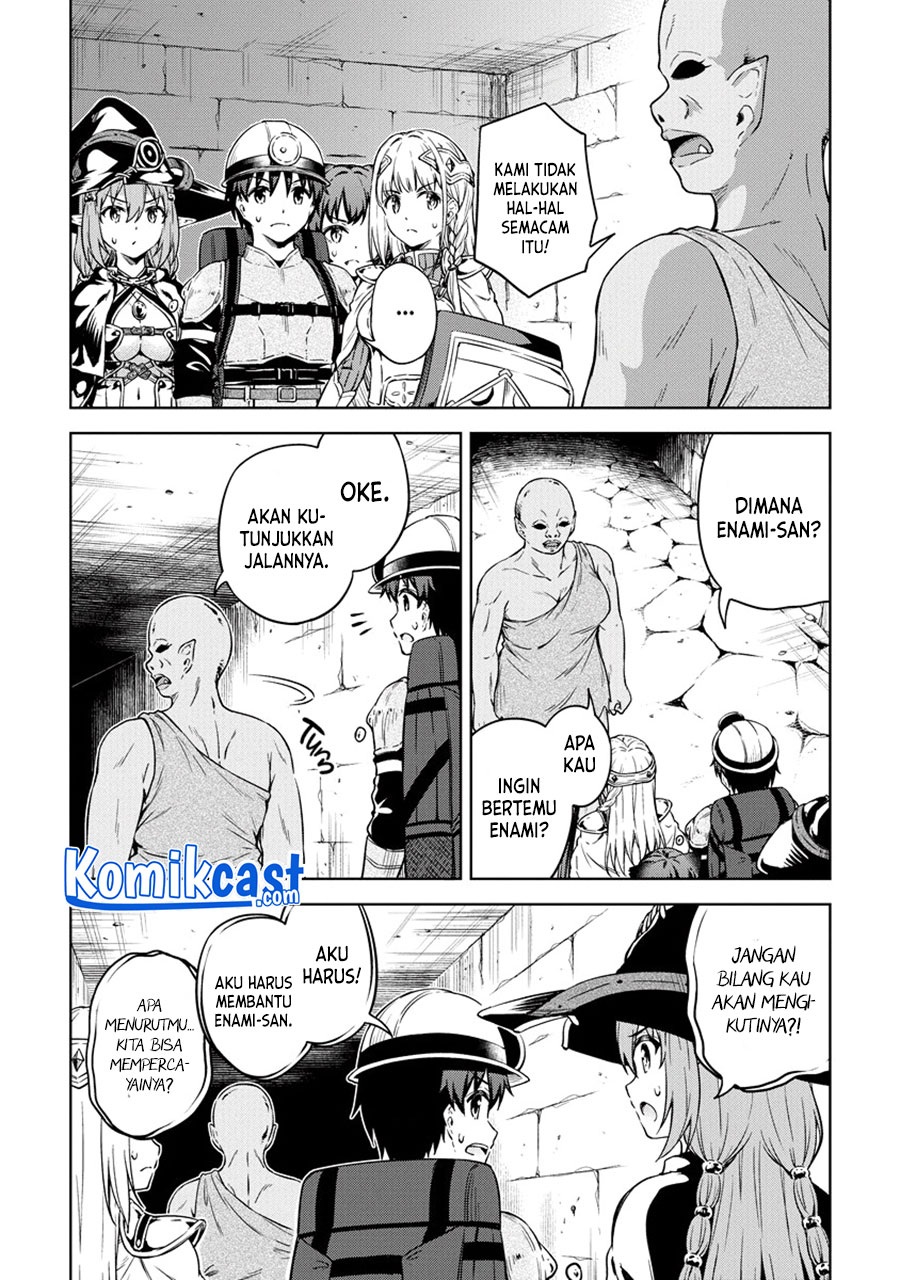 KAMI TIDAK
MELAKUKAN
HAL-HAL
SEMACAM
ITU!
...
DIMANA
ENAMI-SAN?
APA
KAU
INGIN
BERTEMU
ENAMI?
OKE.
AKAN KU-
TUNJUKKAN
JALANNYA.
TURN
Komikcast
.com
JANGAN
BILANG KAU
AKAN MENGI-
KUTINYA?!
AKU
HARUS!
AKU HARUS
MEMBANTU
ENAMI-SAN.
APA
MENURUTMU...
KITA BISA
MEMPERCA-
YAINYA?